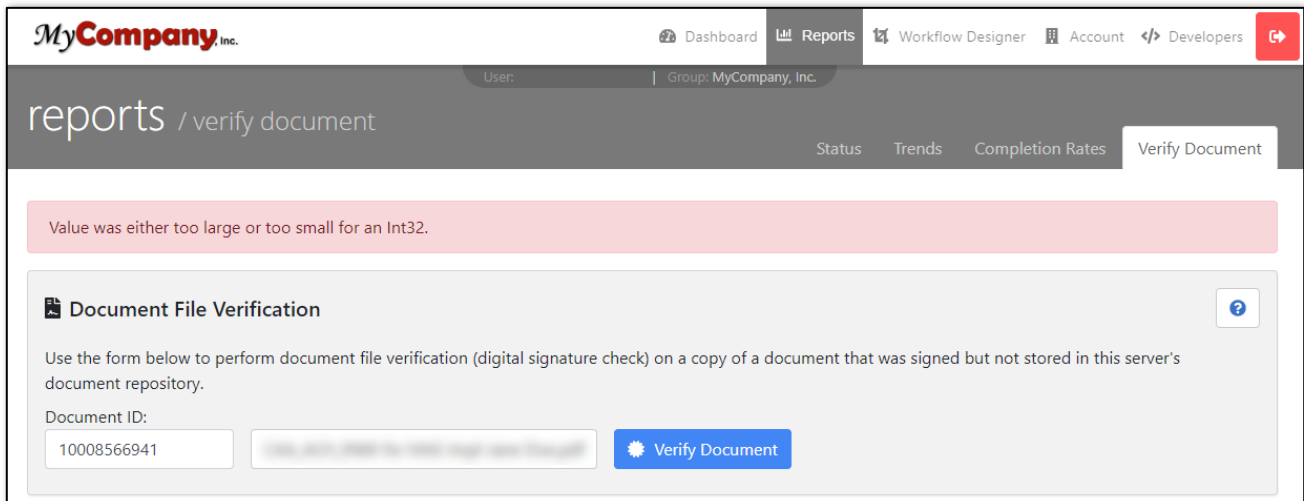 MyCompany, Inc.
Dashboard Reports Workflow Designer Account </> Developers
User: | Group: MyCompany, Inc.
reports / verify document
Status Trends Completion Rates Verify Document
Value was either too large or too small for an Int32.
Document File Verification
Use the form below to perform document file verification (digital signature check) on a copy of a document that was signed but not stored in this server's
document repository.
Document ID:
10008566941 Verify Document